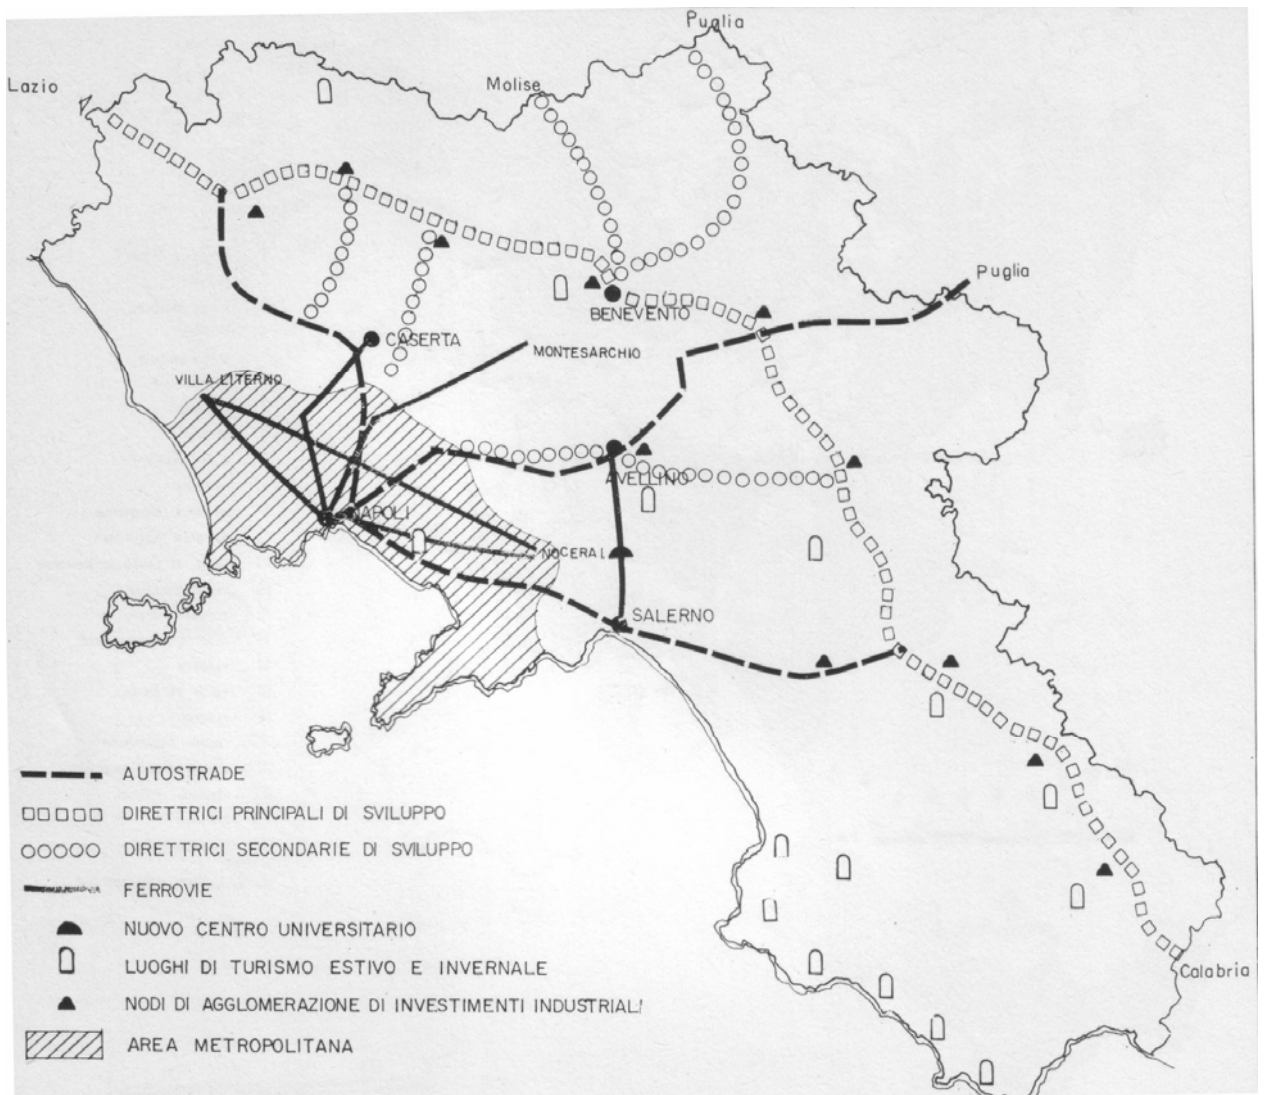 Puglia
Lazio
Molise
Puglia
BENEVENTO
CASERTA
MONTESARCHIO
VILLA LITERNO
AVELLINO
NAPOLI
NOCERA I.
SALERNO
AUTOSTRADE
DIRETTRICI PRINCIPALI DI SVILUPPO
DIRETTRICI SECONDARIE DI SVILUPPO
FERROVIE
NUOVO CENTRO UNIVERSITARIO
LUOGHI DI TURISMO ESTIVO E INVERNALE
Calabria
NODI DI AGGLOMERAZIONE DI INVESTIMENTI INDUSTRIALI
AREA METROPOLITANA